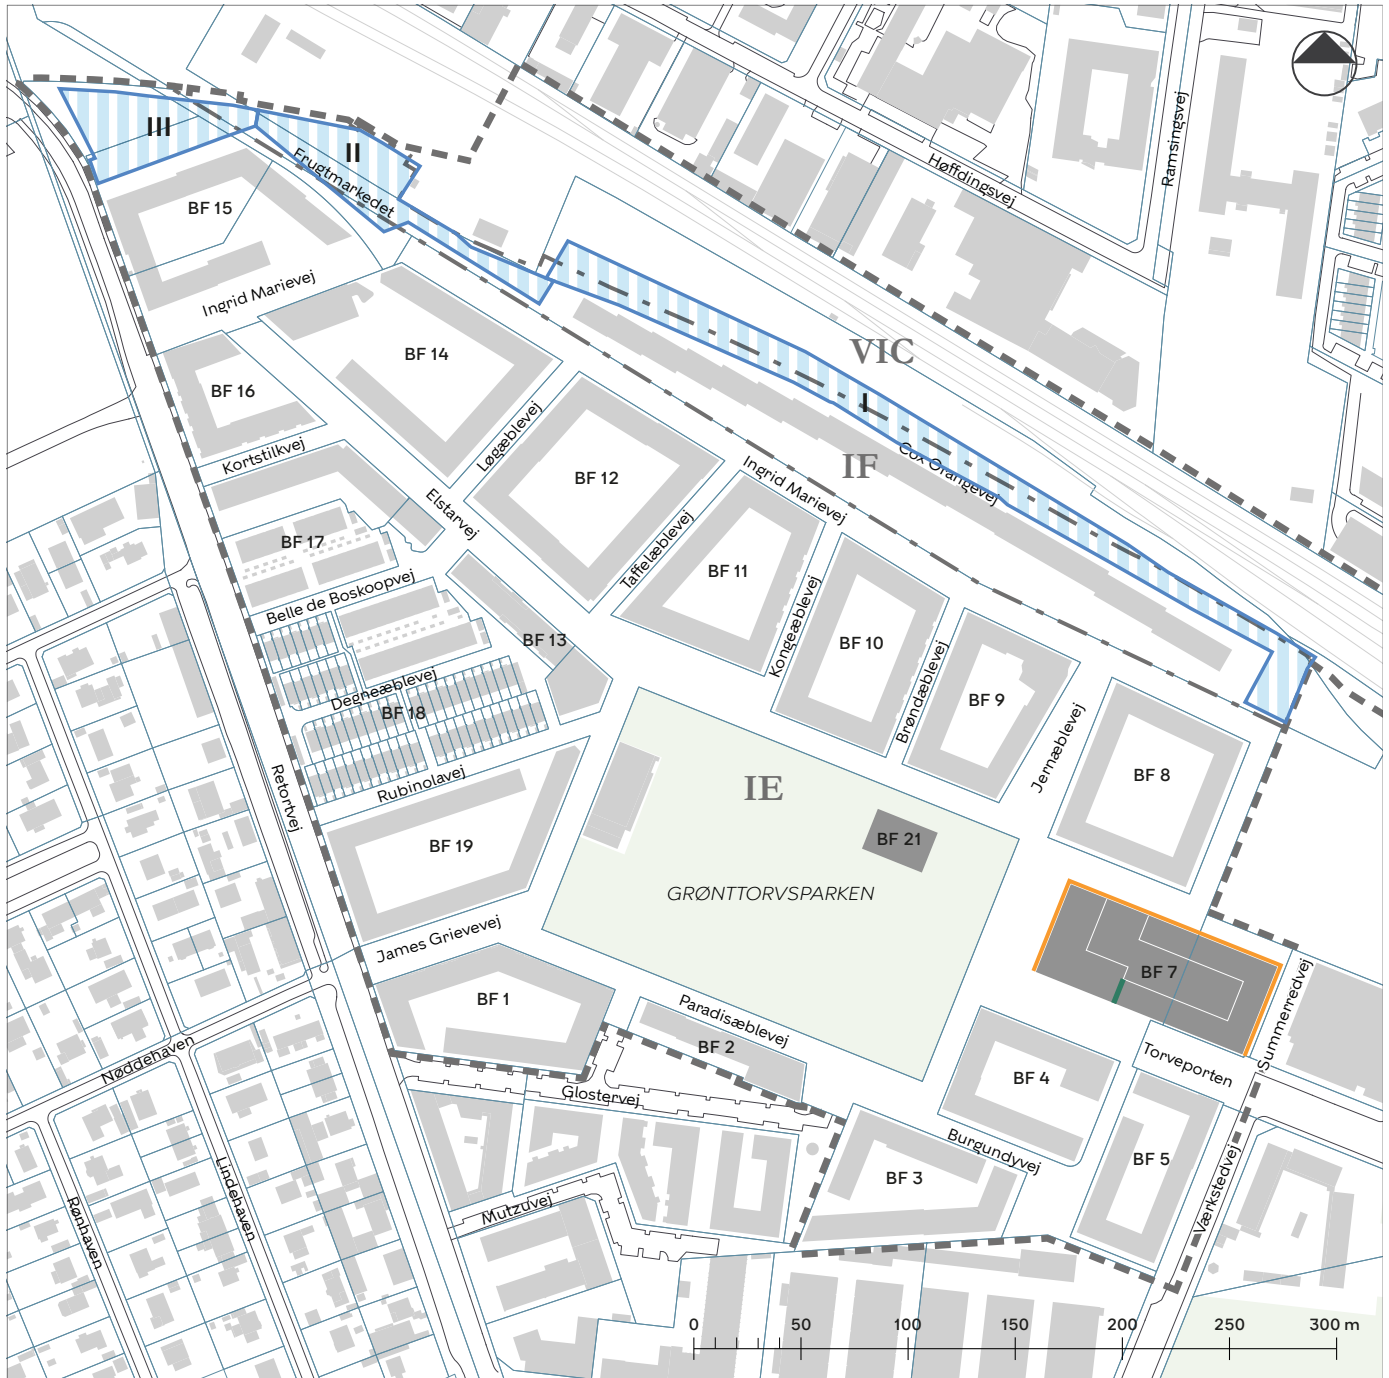 III
II
Frugtmarkedet
BF 15
Ingrid Marievej
Høffdingsvej
Ramsingsvej
VIC
I
BF 14
BF 16
Løgæblevej
Kortstilkvej
Elstarvej
BF 12
Ingrid Marievej
IF
Cox Orangevej
BF 17
Taffelæblevej
BF 11
Belle de Boskoopvej
BF 13
Kongeæblevej
BF 10
Brøndæblevej
BF 9
Degneæblevej
BF 18
Jernæblevej
BF 8
Rubinolavej
Retortvej
IE
BF 21
BF 19
GRØNTTORVSPARKEN
James Grievevej
BF 7
BF 1
Paradisæblevej
BF 2
Summerredvej
Torveporten
Nøddehaven
Glostervej
BF 4
Burgundyvej
BF 5
BF 3
Værkstedvej
Lindehaven
Rønhaven
Mutzuvej
0 50 100 150 200 250 300 m